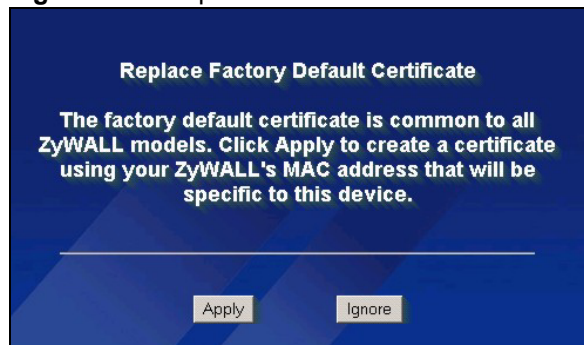 Replace Factory Default Certificate
The factory default certificate is common to all
ZyWALL models. Click Apply to create a certificate
using your ZyWALL's MAC address that will be
specific to this device.
Apply
Ignore